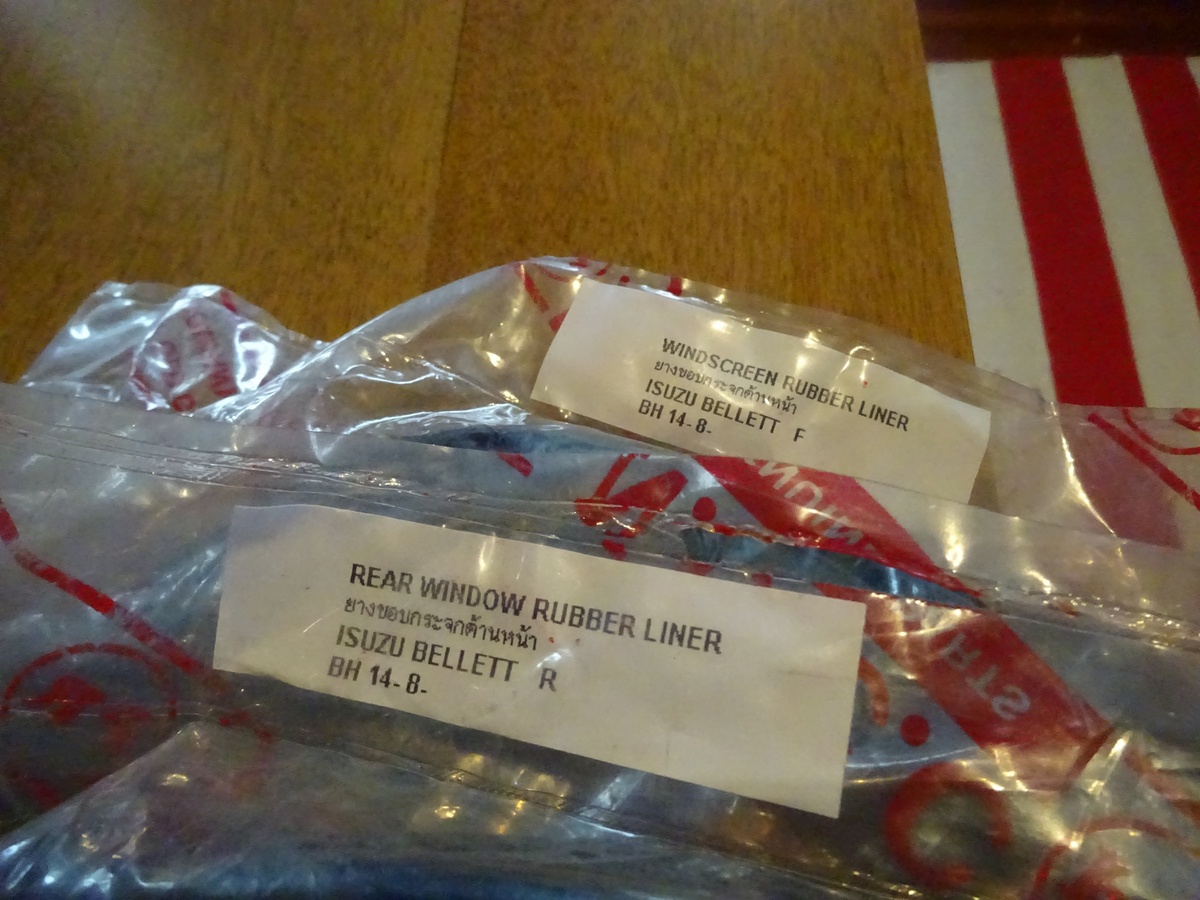 WINDSCREEN RUBBER LINER
ยางขอบกระจกด้านหน้า
ISUZU BELLETT F
BH 14-8-
REAR WINDOW RUBBER LINER
ยางขอบกระจกด้านหน้า
ISUZU BELLETT R
BH 14-8-